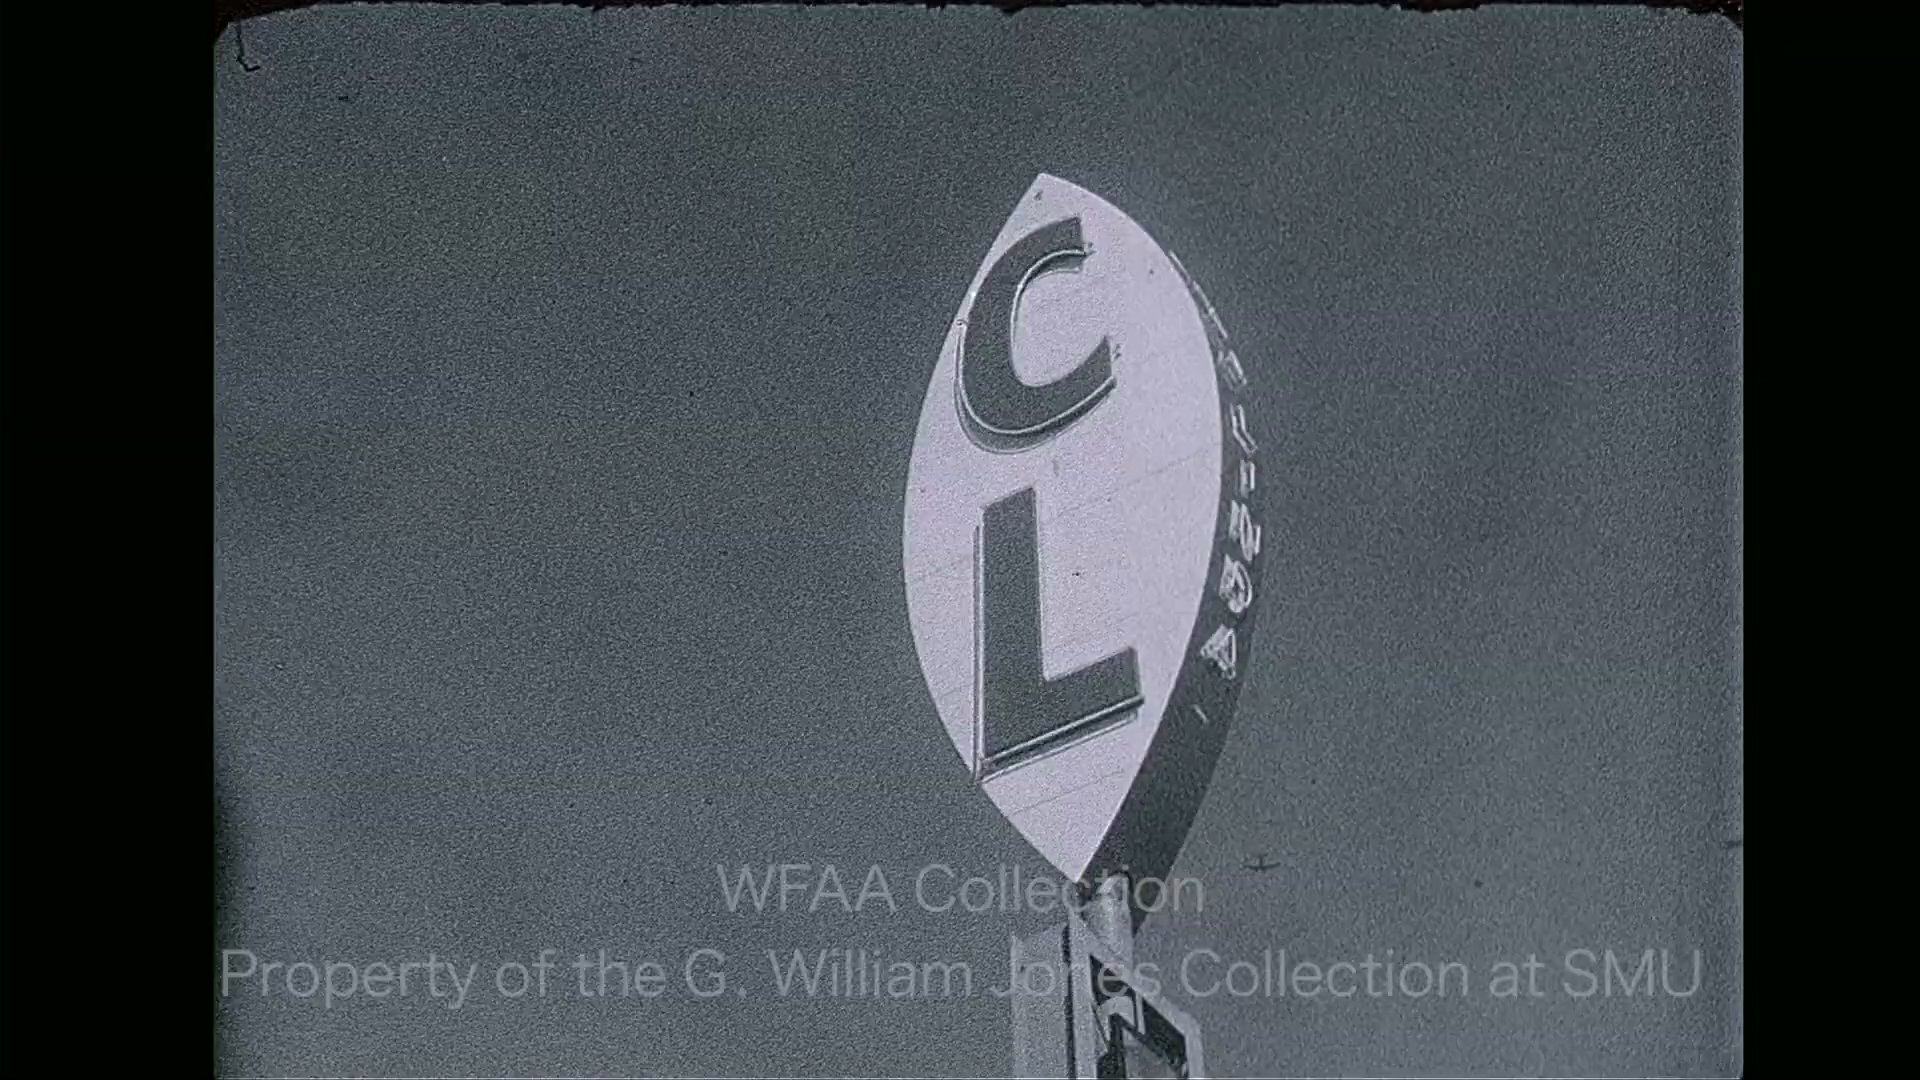 C
L
WFAA Collection
Property of the G. William Jones Collection at SMU